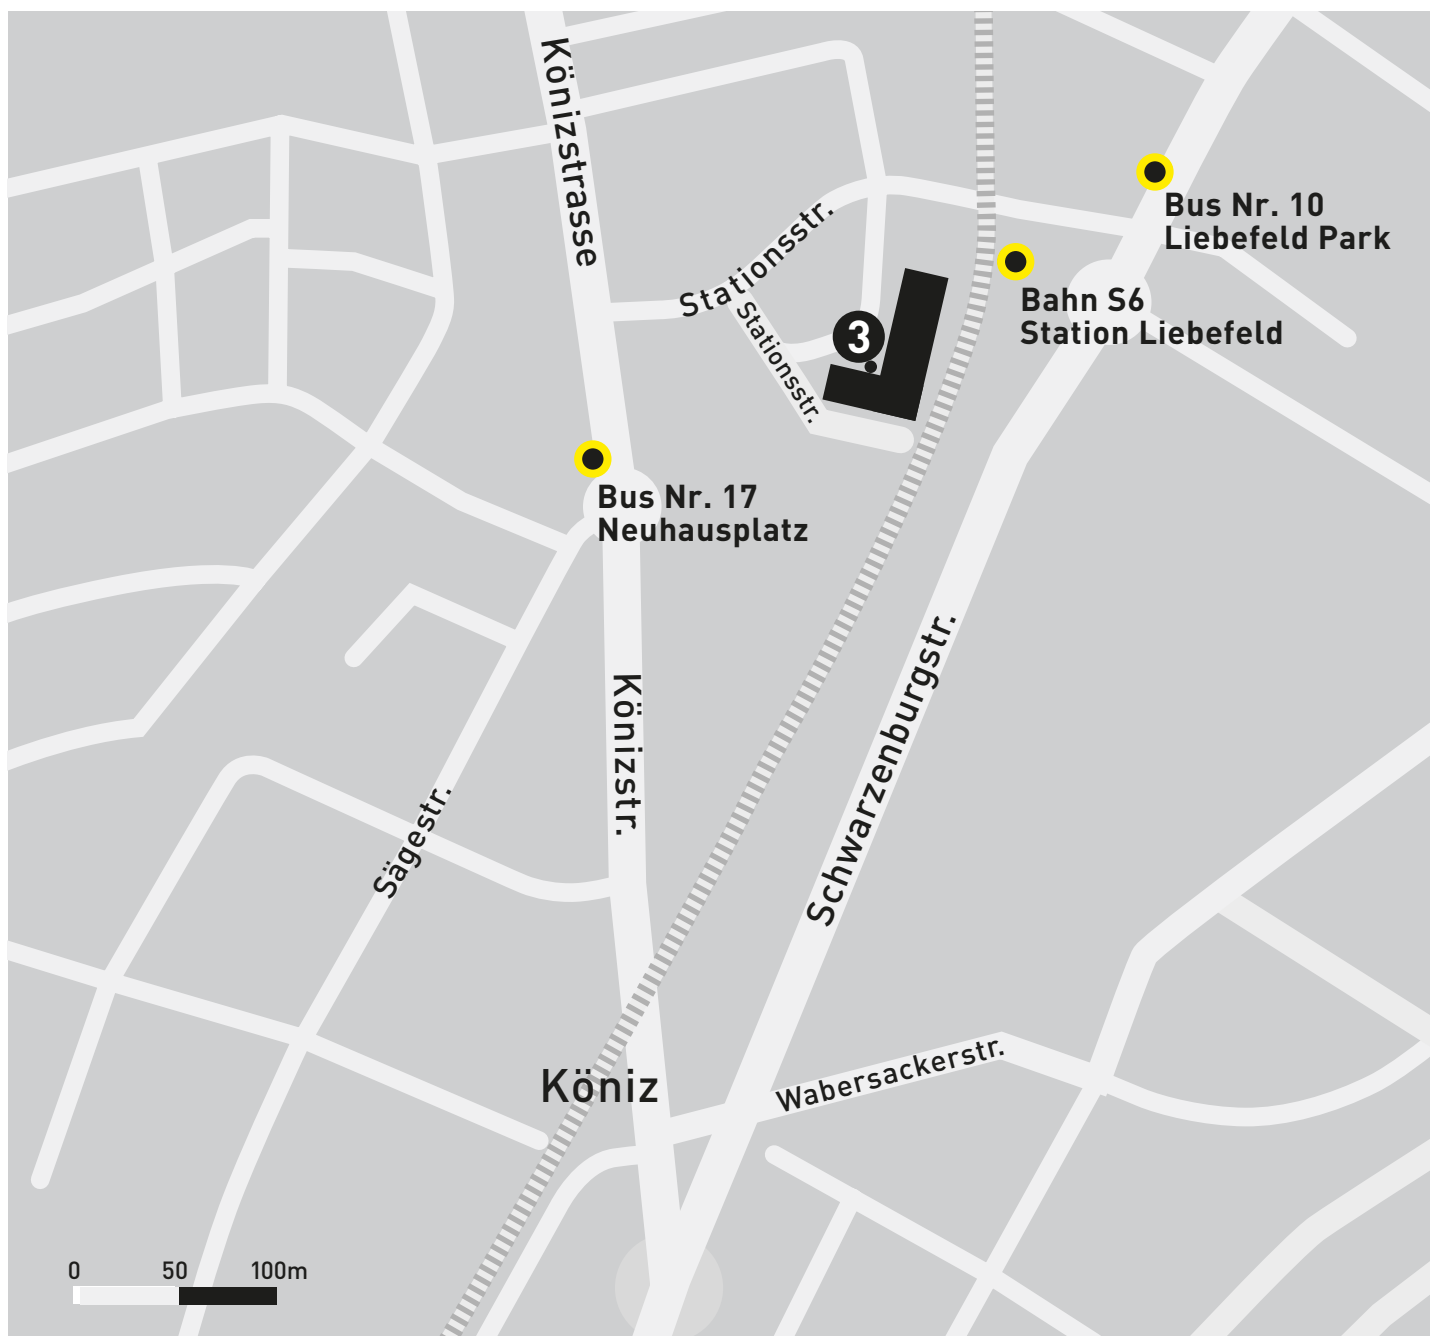 Könizstrasse
Bus Nr. 10
Liebefeld Park
Stationsstr.
Bahn S6
Station Liebefeld
Stationsstr.
3
Bus Nr. 17
Neuhausplatz
Schwarzenburgstr.
Könizstr.
Sägestr.
Wabersackerstr.
Köniz
0 50 100m